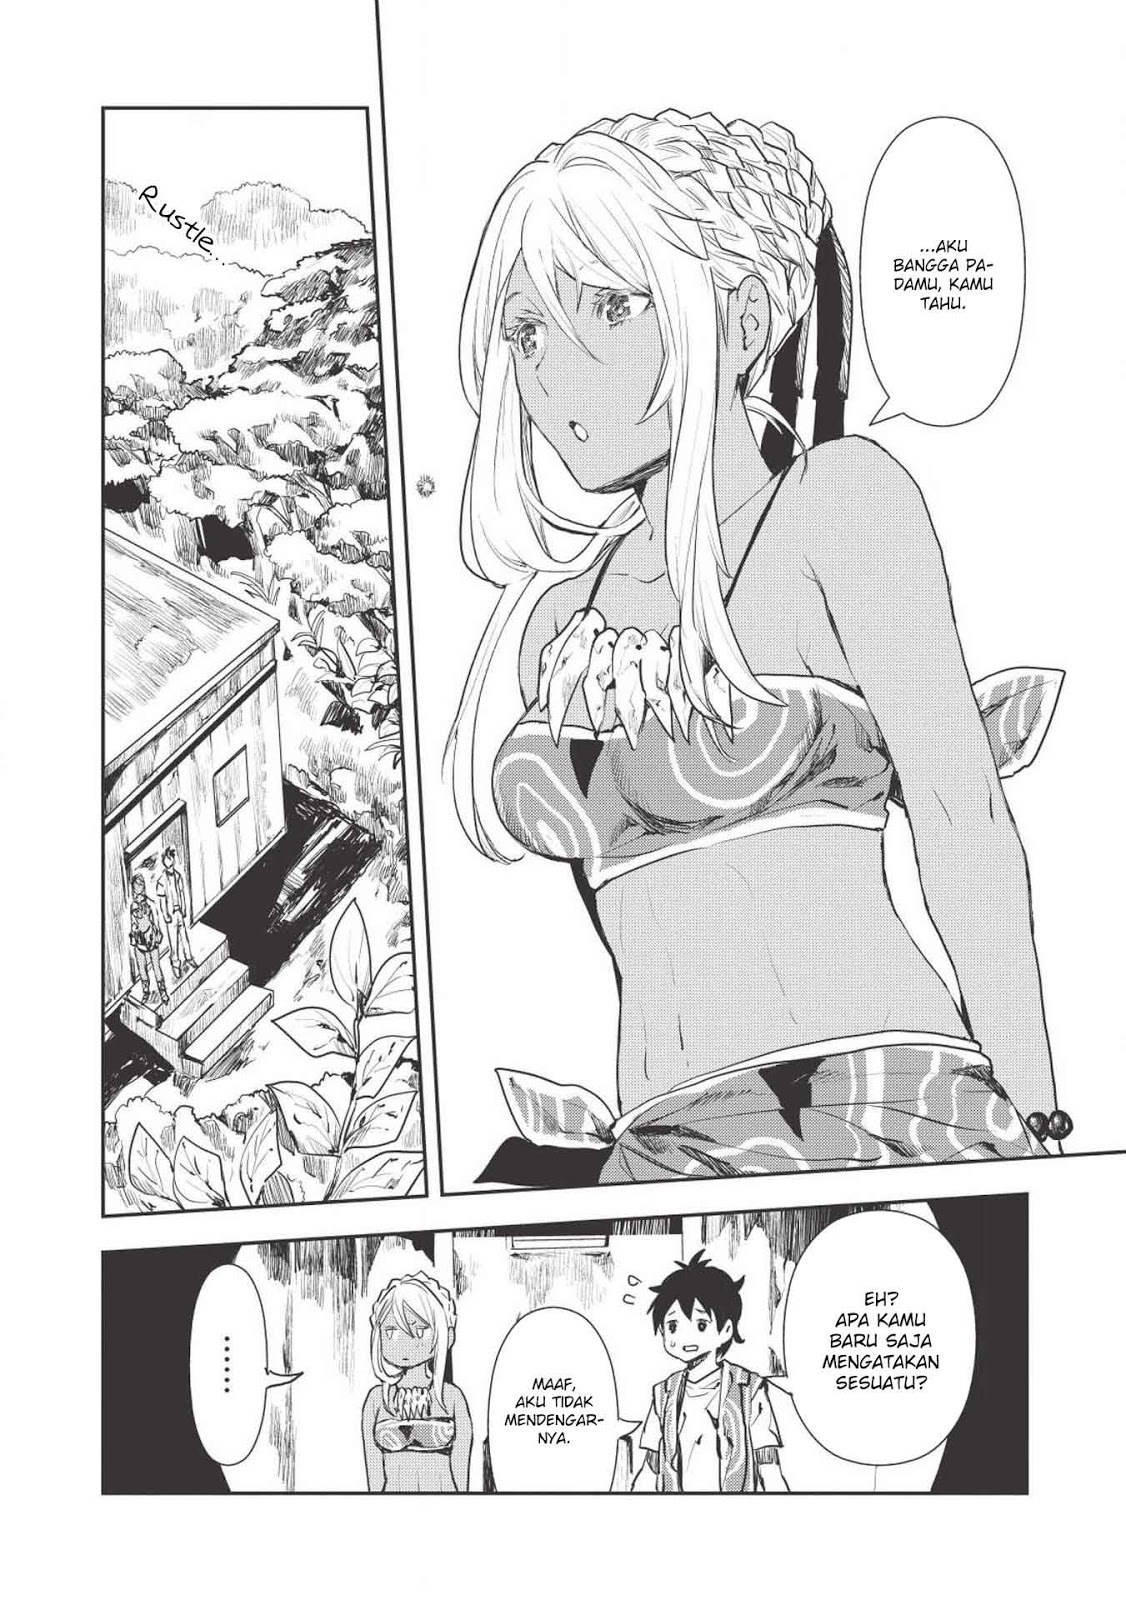 ...AKU
BANGGA PA-
DAMU, KAMU
TAHU.
Rustle...
EH?
APA KAMU
BARU SAJA
MENGATAKAN
SESUATU?
MAAF,
AKU TIDAK
MENDENGAR-
NYA.
......